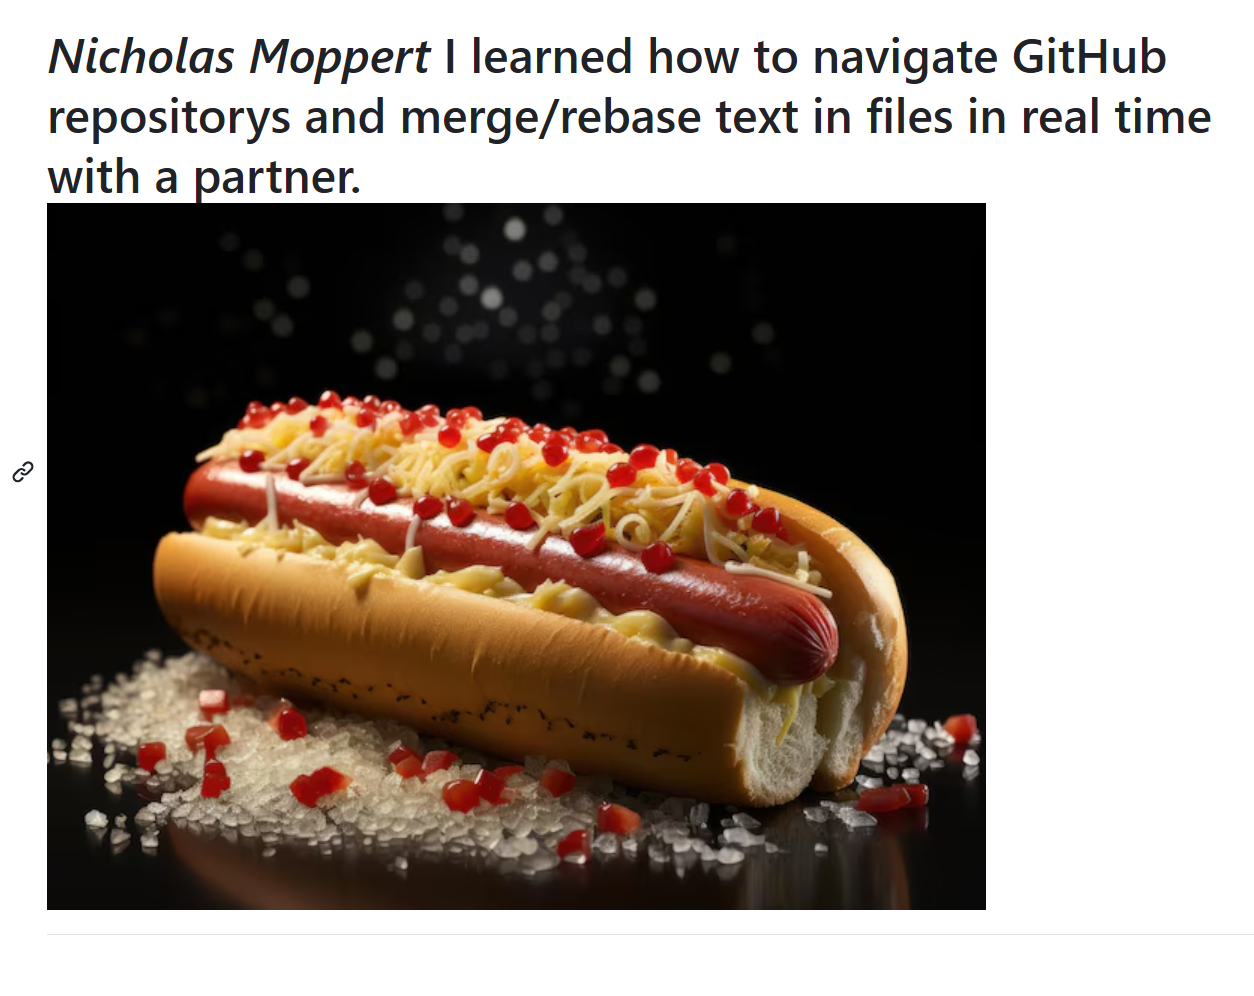 Nicholas Moppert I learned how to navigate GitHub
repositorys and merge/rebase text in files in real time
with a partner.